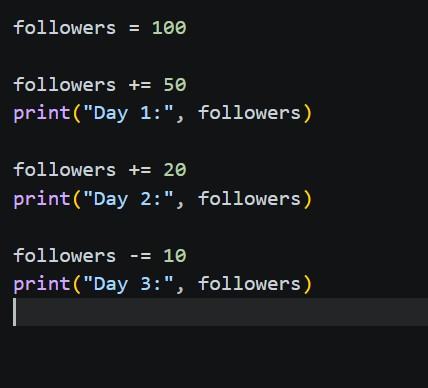 followers = 100
followers += 50
print("Day 1:", followers)
followers += 20
print("Day 2:", followers)
followers -= 10
print("Day 3:", followers)